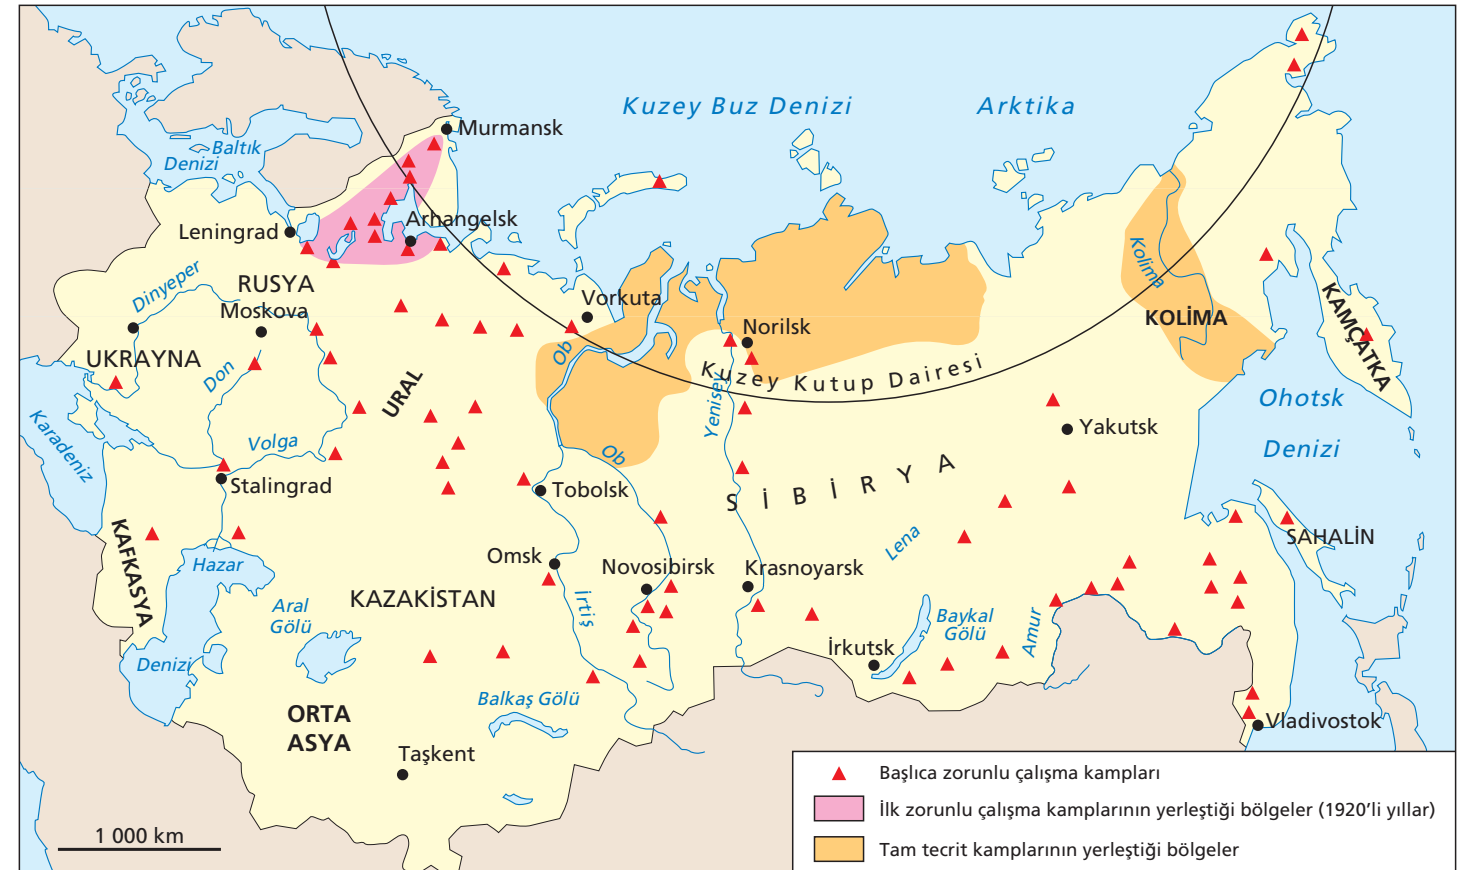 Kuzey Buz Denizi
Arktika
Murmansk
Baltık
Denizi
Arhangelsk
Leningrad
Dinyeper
RUSYA
Moskova
Vorkuta
Norilsk
Kolima
KOLİMA
KAMÇATKA
UKRAYNA
Don
URAL
Ob
Kuzey Kutup Dairesi
Yenisey
Ohotsk
Denizi
Karadeniz
Volga
Ob
Yakutsk
Stalingrad
Tobolsk
SİBİRYA
KAFKASYA
Hazar
Denizi
Omsk
Novosibirsk
Krasnoyarsk
Lena
SAHALİN
Aral
Gölü
KAZAKİSTAN
İrtiş
Baykal
Gölü
Amur
İrkutsk
Balkaş Gölü
ORTA
ASYA
Taşkent
Vladivostok
1 000 km
Başlıca zorunlu çalışma kampları
İlk zorunlu çalışma kamplarının yerleştiği bölgeler (1920’li yıllar)
Tam tecrit kamplarının yerleştiği bölgeler